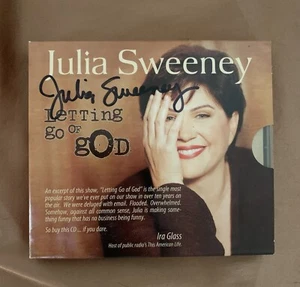 Julia Sweeney
Julia Sweeney
LETTING
go OF
gOD
An excerpt of this show, "Letting Go of God" is the single most
popular story we've ever put on our show in over ten years on
the air. We were deluged with email. Flooded. Overwhelmed.
Somehow, against all common sense, Julia is making some-
thing funny that has no business being funny.
So buy this CD ... if you dare.
Ira Glass
Host of public radio's This American Life.